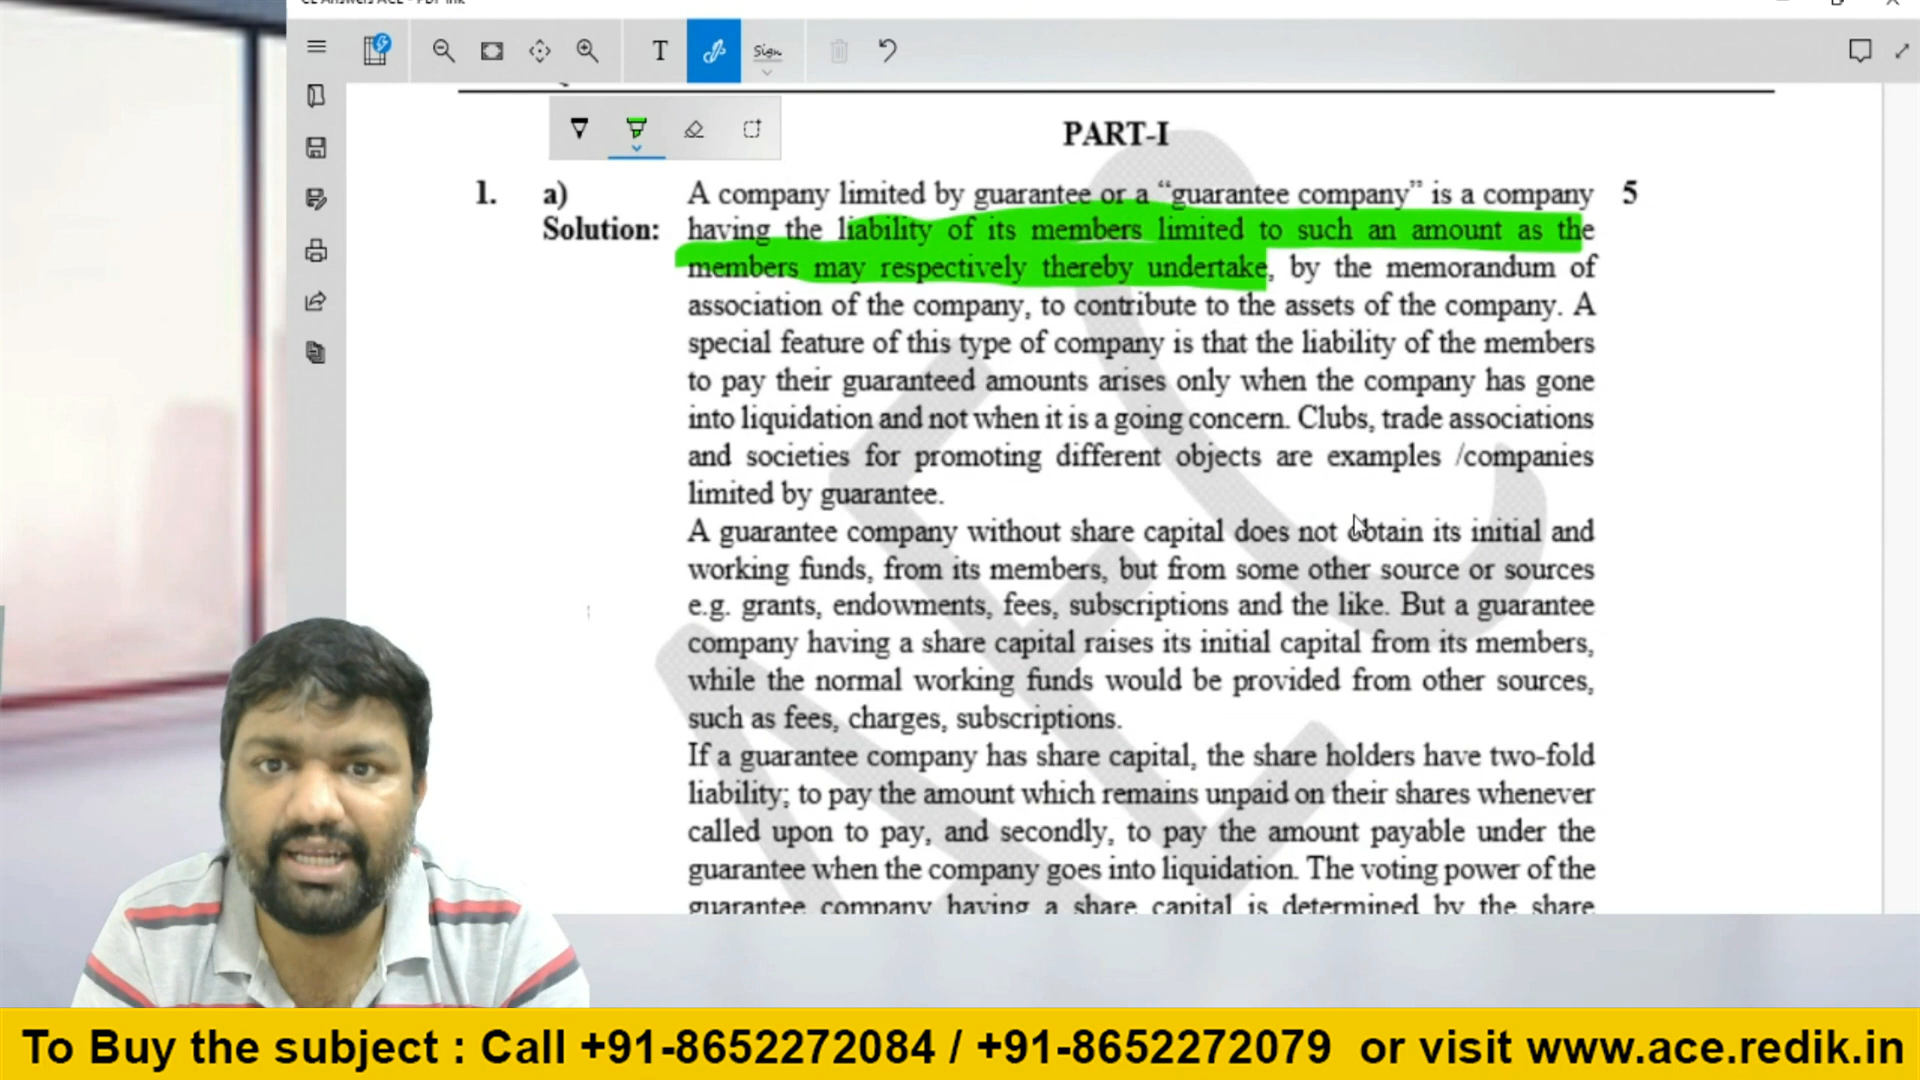 PART-I
1. a) A company limited by guarantee or a “guarantee company” is a company 5
Solution: having the liability of its members limited to such an amount as the
members may respectively thereby undertake, by the memorandum of
association of the company, to contribute to the assets of the company. A
special feature of this type of company is that the liability of the members
to pay their guaranteed amounts arises only when the company has gone
into liquidation and not when it is a going concern. Clubs, trade associations
and societies for promoting different objects are examples /companies
limited by guarantee.
A guarantee company without share capital does not obtain its initial and
working funds, from its members, but from some other source or sources
e.g. grants, endowments, fees, subscriptions and the like. But a guarantee
company having a share capital raises its initial capital from its members,
while the normal working funds would be provided from other sources,
such as fees, charges, subscriptions.
If a guarantee company has share capital, the share holders have two-fold
liability; to pay the amount which remains unpaid on their shares whenever
called upon to pay, and secondly, to pay the amount payable under the
guarantee when the company goes into liquidation. The voting power of the
guarantee company having a share capital is determined by the share
T
Sign
To Buy the subject : Call +91-8652272084 / +91-8652272079 or visit www.ace.redik.in